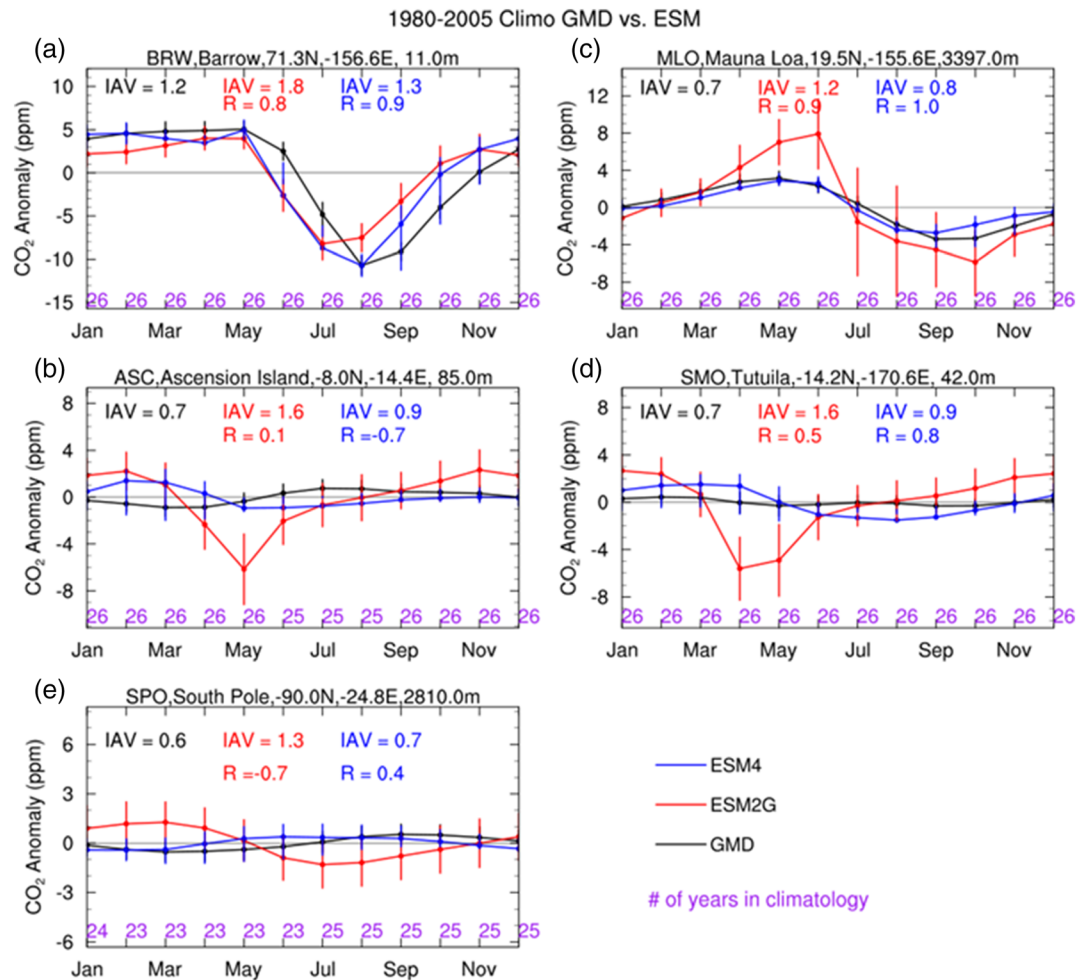 1980-2005 Climo GMD vs. ESM
(a)
BRW,Barrow,71.3N,-156.6E, 11.0m
IAV = 1.2 IAV = 1.8 IAV = 1.3
R = 0.8 R = 0.9
CO2 Anomaly (ppm)
10
5
0
-5
-10
-15
26 26 26 26 26 26 26 26 26 26 26 26
Jan Mar May Jul Sep Nov
(c)
MLO,Mauna Loa,19.5N,-155.6E,3397.0m
IAV = 0.7 IAV = 1.2 IAV = 0.8
R = 0.9 R = 1.0
CO2 Anomaly (ppm)
12
8
4
0
-4
-8
26 26 26 26 26 26 26 26 26 26 26 26
Jan Mar May Jul Sep Nov
(b)
ASC,Ascension Island,-8.0N,-14.4E, 85.0m
IAV = 0.7 IAV = 1.6 IAV = 0.9
R = 0.1 R =-0.7
CO2 Anomaly (ppm)
8
4
0
-4
-8
26 26 26 26 26 25 25 26 26 26 26 26
Jan Mar May Jul Sep Nov
(d)
SMO,Tutuila,-14.2N,-170.6E, 42.0m
IAV = 0.7 IAV = 1.6 IAV = 0.9
R = 0.5 R = 0.8
CO2 Anomaly (ppm)
8
4
0
-4
-8
26 26 26 26 26 26 26 26 26 26 26 26
Jan Mar May Jul Sep Nov
(e)
SPO,South Pole,-90.0N,-24.8E,2810.0m
IAV = 0.6 IAV = 1.3 IAV = 0.7
R =-0.7 R = 0.4
CO2 Anomaly (ppm)
6
3
0
-3
-6
24 23 23 23 23 23 25 25 25 25 25 25
Jan Mar May Jul Sep Nov
ESM4
ESM2G
GMD
# of years in climatology